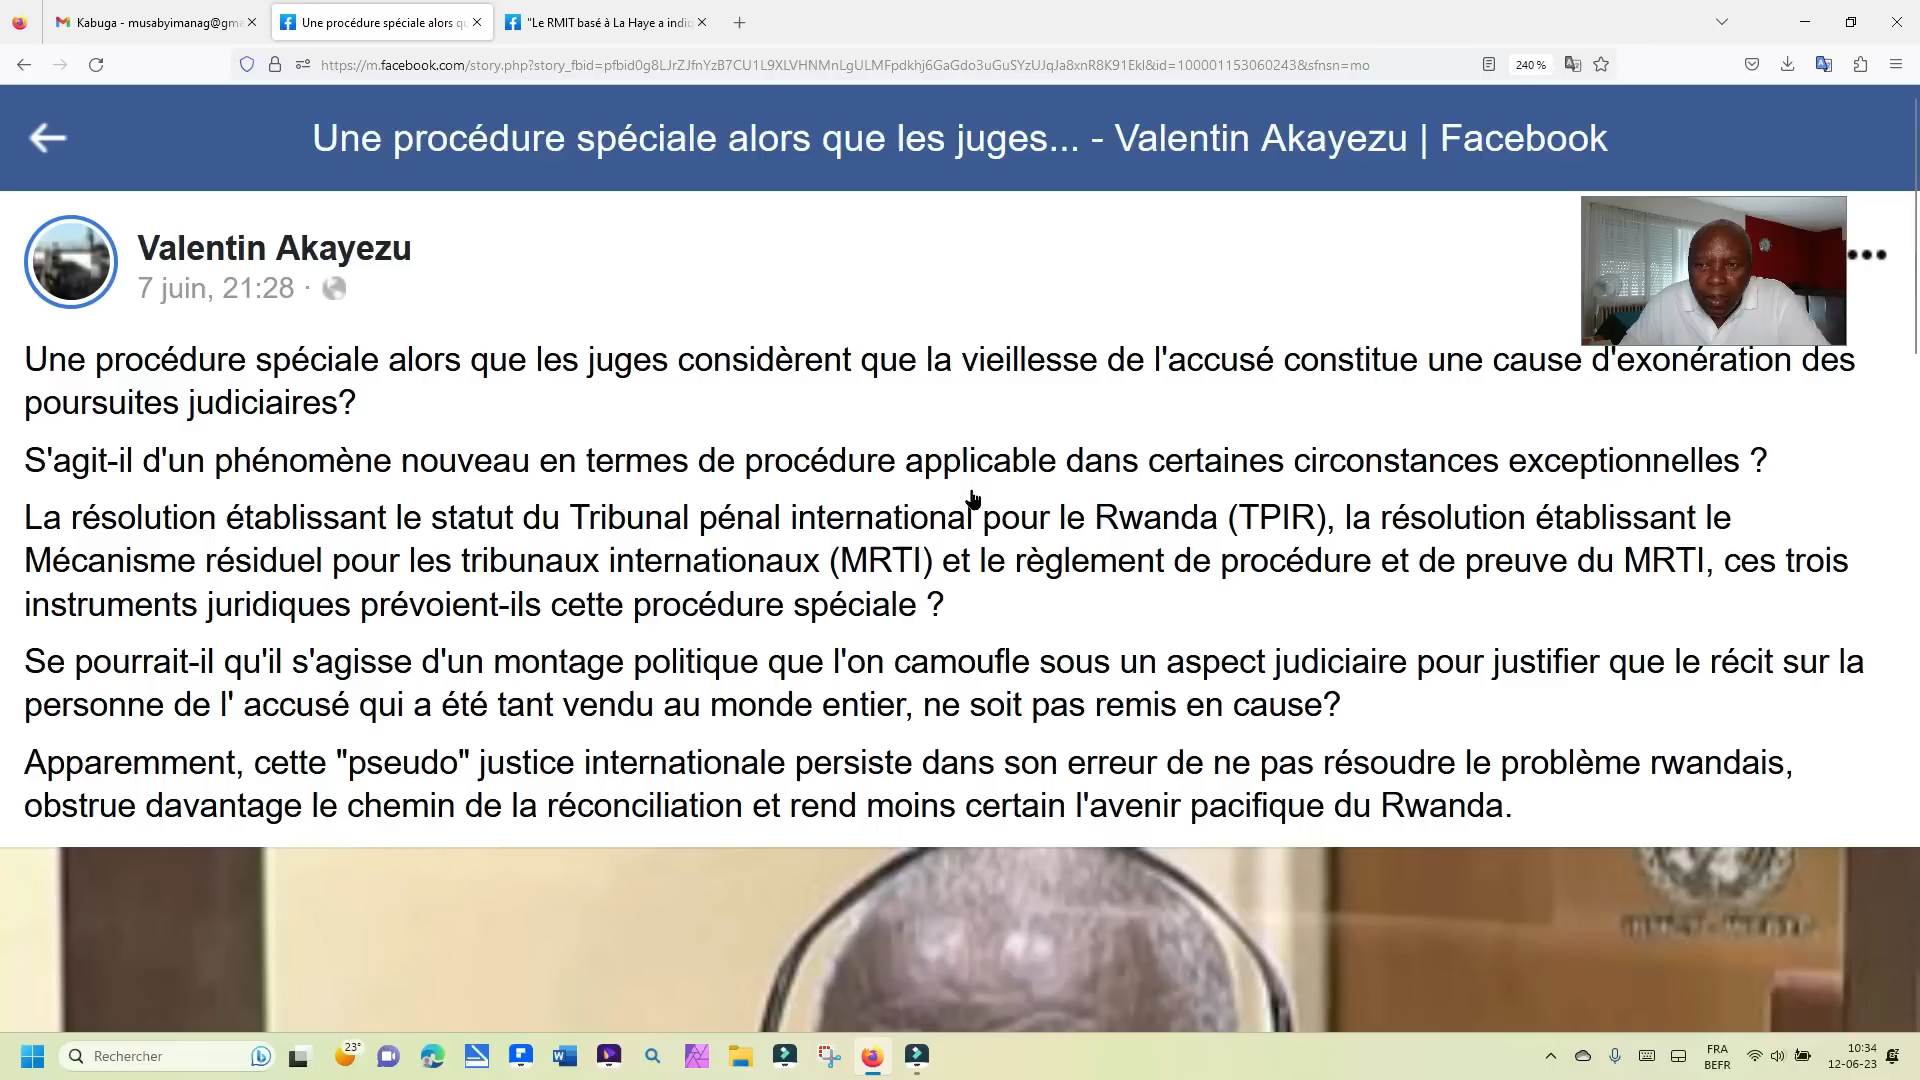 Kabuga - musabyimanag@gma
Une procédure spéciale alors qu
"Le RMIT basé à La Haye a indiq
https://m.facebook.com/story.php?story_fbid=pfbid0g8LJrZJfnYzB7CU1L9XLVHNMnLgULMFpdkhj6GaGdo3uGuSYzUJqJa8xnR8K91Ekl&id=100001153060243&sfnsn=mo
240 %
Une procédure spéciale alors que les juges... - Valentin Akayezu | Facebook
Valentin Akayezu
7 juin, 21:28 ·
Une procédure spéciale alors que les juges considèrent que la vieillesse de l'accusé constitue une cause d'exonération des
poursuites judiciaires?
S'agit-il d'un phénomène nouveau en termes de procédure applicable dans certaines circonstances exceptionnelles ?
La résolution établissant le statut du Tribunal pénal international pour le Rwanda (TPIR), la résolution établissant le
Mécanisme résiduel pour les tribunaux internationaux (MRTI) et le règlement de procédure et de preuve du MRTI, ces trois
instruments juridiques prévoient-ils cette procédure spéciale ?
Se pourrait-il qu'il s'agisse d'un montage politique que l'on camoufle sous un aspect judiciaire pour justifier que le récit sur la
personne de l' accusé qui a été tant vendu au monde entier, ne soit pas remis en cause?
Apparemment, cette "pseudo" justice internationale persiste dans son erreur de ne pas résoudre le problème rwandais,
obstrue davantage le chemin de la réconciliation et rend moins certain l'avenir pacifique du Rwanda.
Rechercher
23°
FRA
BEFR
10:34
12-06-23